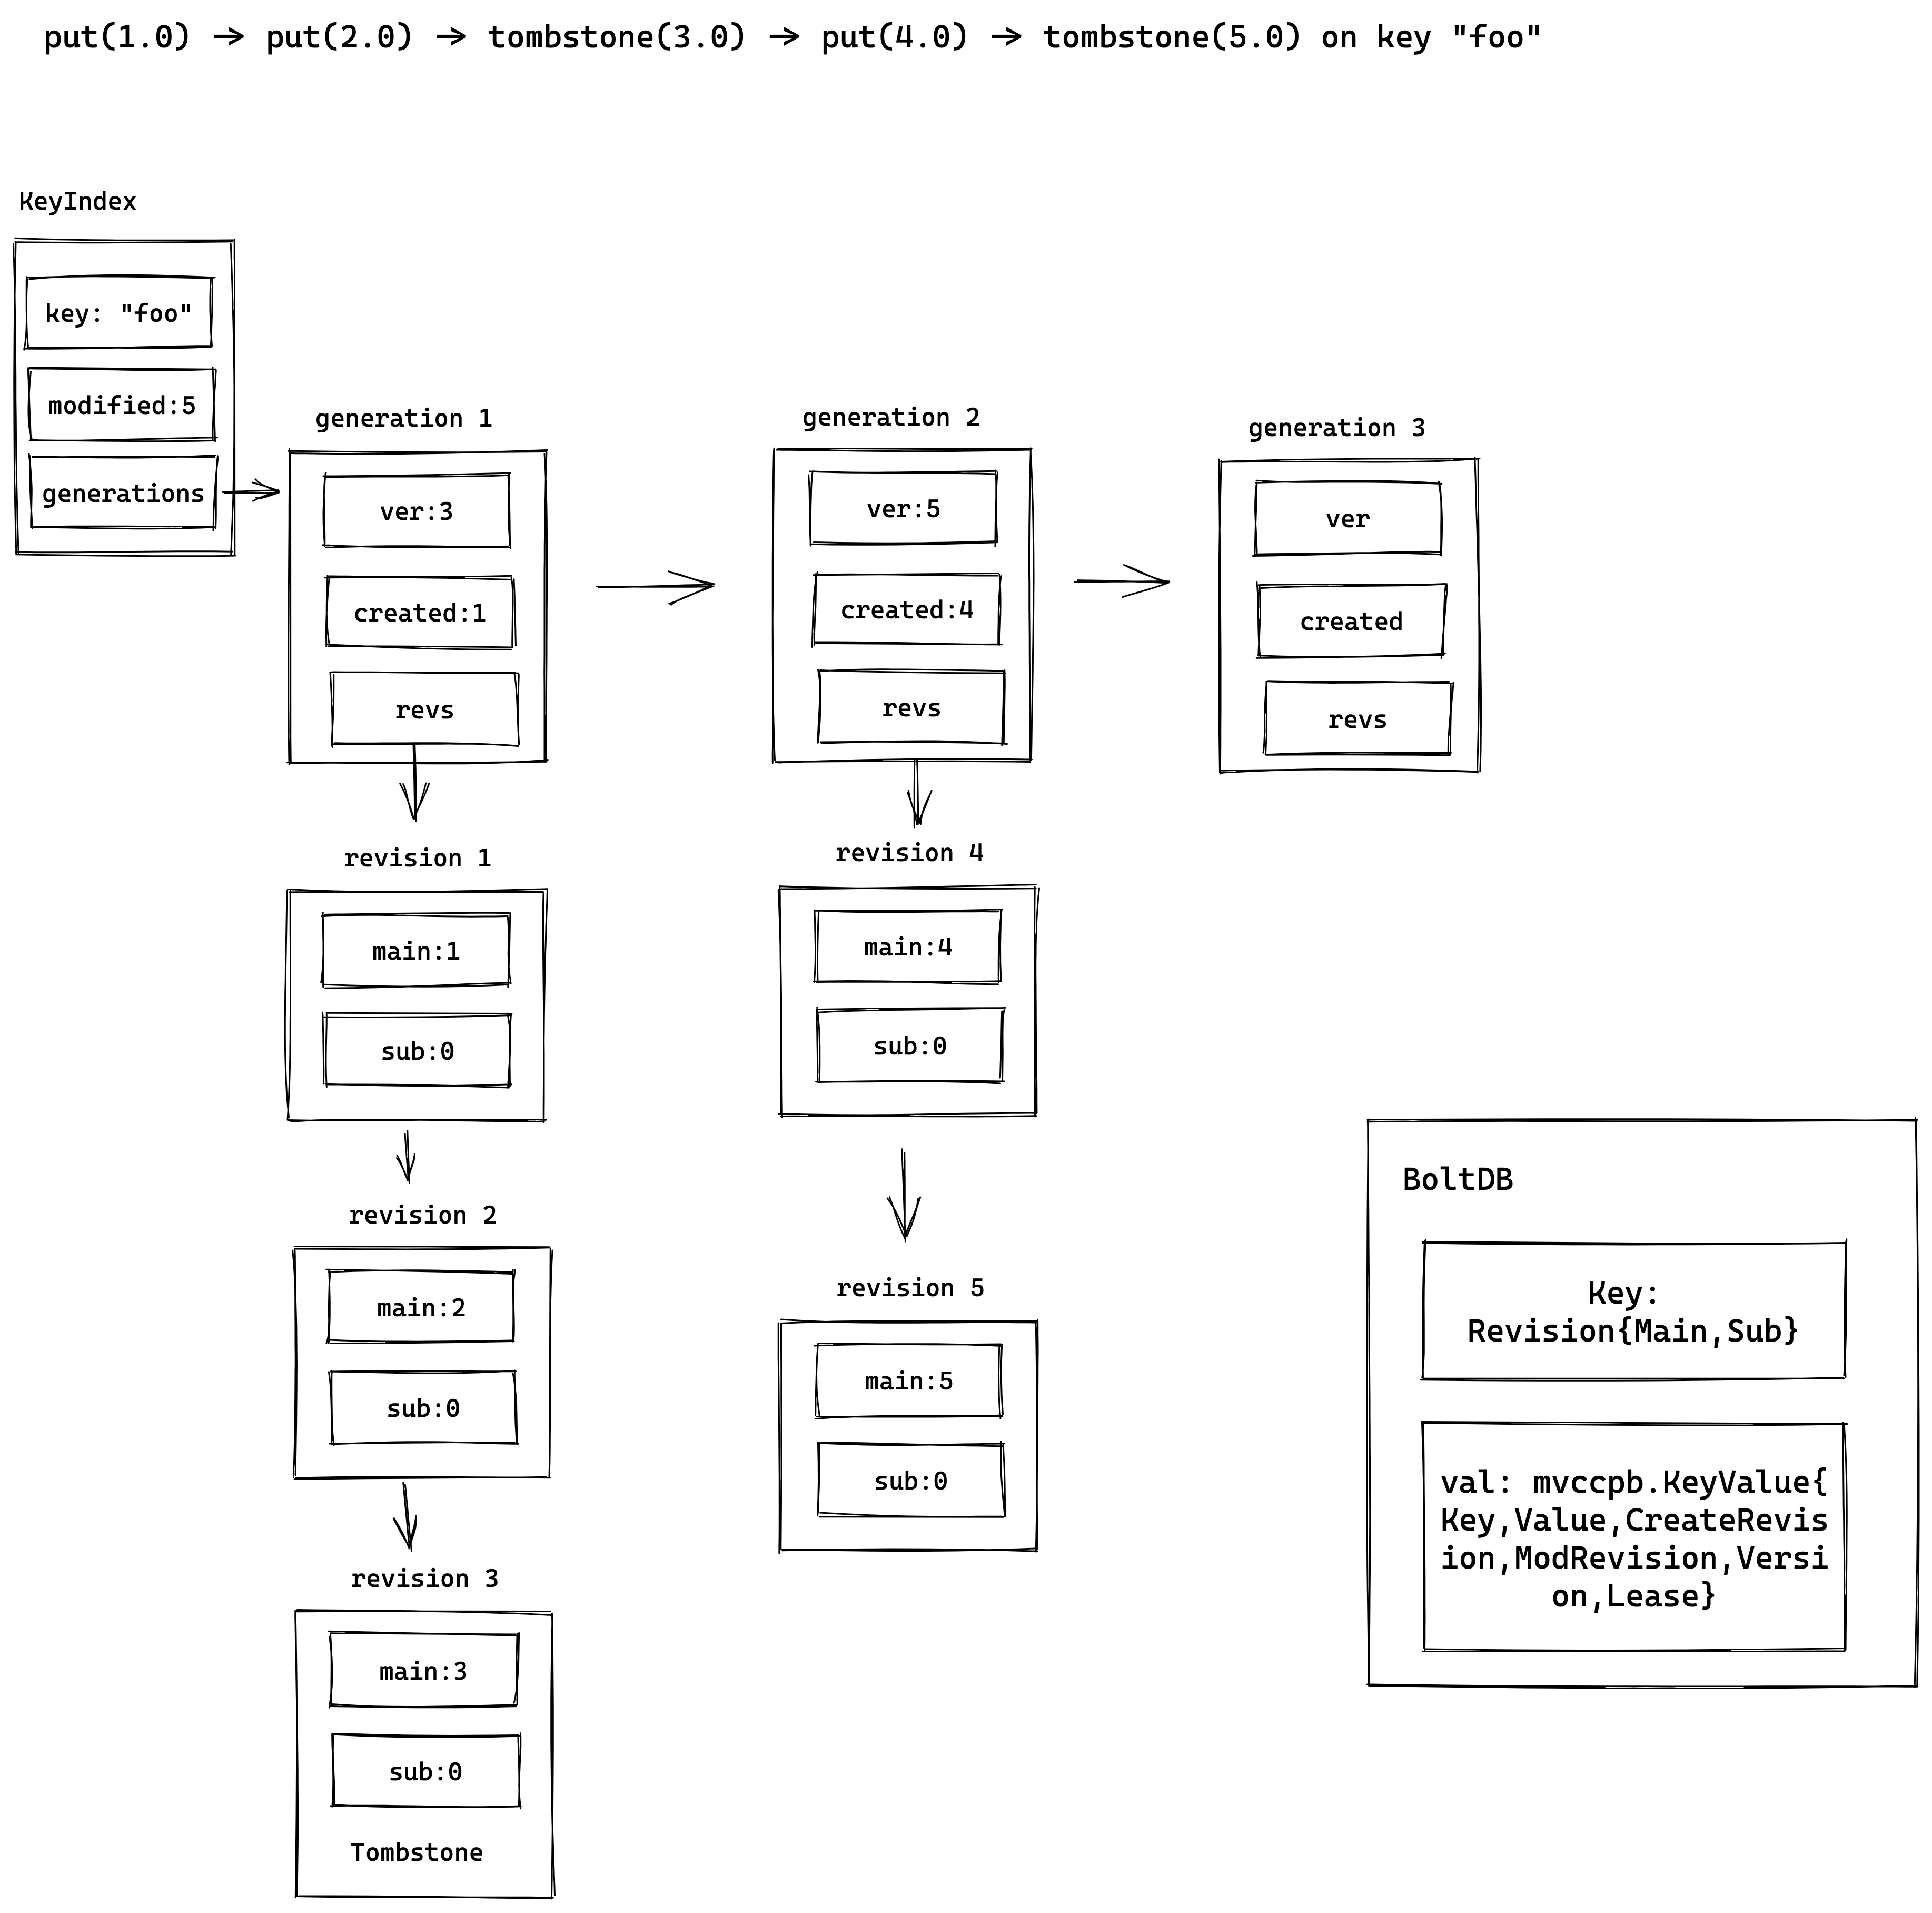 put(1.0) -> put(2.0) -> tombstone(3.0) -> put(4.0) -> tombstone(5.0) on key "foo"
KeyIndex
key: "foo"
modified:5
generations
generation 1
ver:3
created:1
revs
revision 1
main:1
sub:0
revision 2
main:2
sub:0
revision 3
main:3
sub:0
Tombstone
generation 2
ver:5
created:4
revs
revision 4
main:4
sub:0
revision 5
main:5
sub:0
generation 3
ver
created
revs
BoltDB
Key:
Revision{Main,Sub}
val: mvccpb.KeyValue{
Key,Value,CreateRevis
ion,ModRevision,Versi
on,Lease}